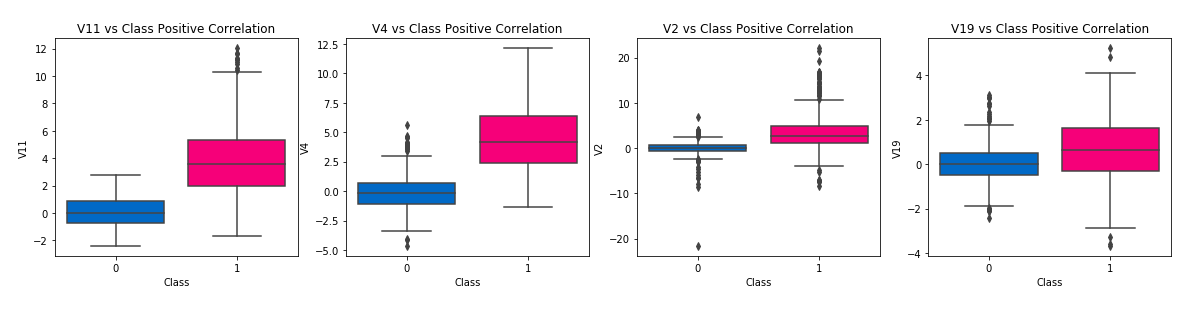 V11 vs Class Positive Correlation
V11
12
10
8
6
4
2
0
−2
0
1
Class
V4 vs Class Positive Correlation
V4
12.5
10.0
7.5
5.0
2.5
0.0
−2.5
−5.0
0
1
Class
V2 vs Class Positive Correlation
V2
20
10
0
−10
−20
0
1
Class
V19 vs Class Positive Correlation
V19
4
2
0
−2
−4
0
1
Class